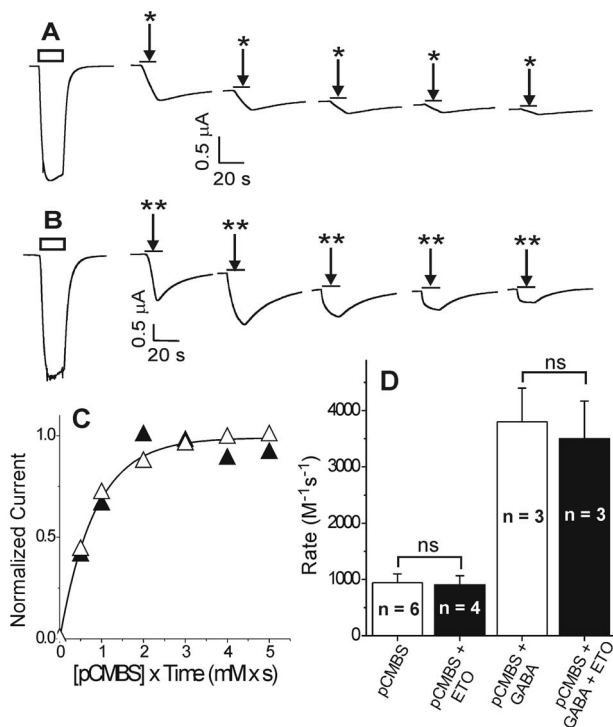 A
* * * * *
0.5 μA
20 s
B
** ** ** ** **
0.5 μA
20 s
C
Normalized Current
1.0
0.5
0.0
0 1 2 3 4 5
[pCMBS] x Time (mM x s)
D
Rate (M⁻¹s⁻¹)
4000
3000
2000
1000
0
ns
ns
n = 6
n = 4
n = 3
n = 3
pCMBS
pCMBS +
ETO
pCMBS +
GABA
pCMBS +
GABA + ETO